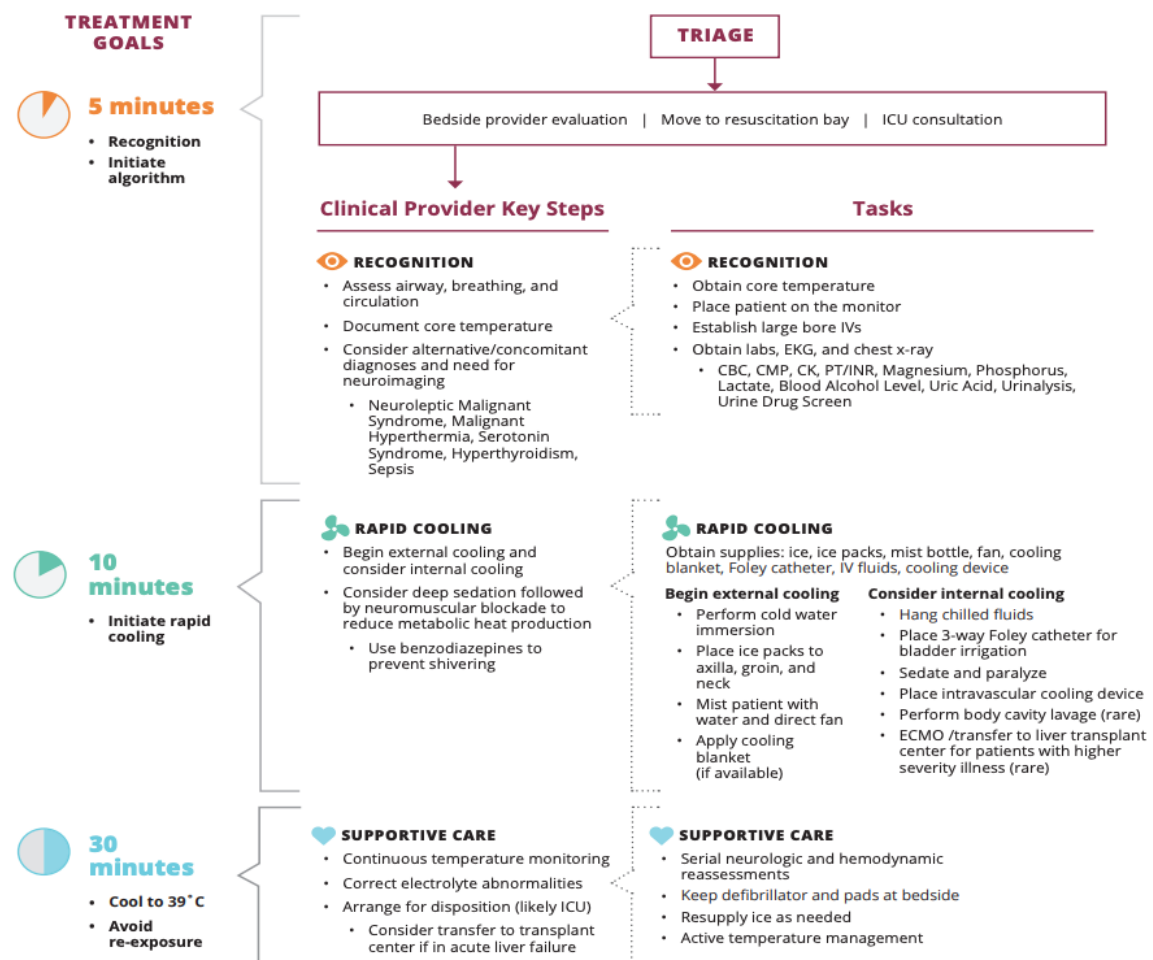 TREATMENT
GOALS
TRIAGE
5 minutes
• Recognition
• Initiate
algorithm
Bedside provider evaluation | Move to resuscitation bay | ICU consultation
Clinical Provider Key Steps
Tasks
RECOGNITION
• Assess airway, breathing, and
circulation
• Document core temperature
• Consider alternative/concomitant
diagnoses and need for
neuroimaging
• Neuroleptic Malignant
Syndrome, Malignant
Hyperthermia, Serotonin
Syndrome, Hyperthyroidism,
Sepsis
RECOGNITION
• Obtain core temperature
• Place patient on the monitor
• Establish large bore IVs
• Obtain labs, EKG, and chest x-ray
• CBC, CMP, CK, PT/INR, Magnesium, Phosphorus,
Lactate, Blood Alcohol Level, Uric Acid, Urinalysis,
Urine Drug Screen
10
minutes
• Initiate rapid
cooling
RAPID COOLING
• Begin external cooling and
consider internal cooling
• Consider deep sedation followed
by neuromuscular blockade to
reduce metabolic heat production
• Use benzodiazepines to
prevent shivering
RAPID COOLING
Obtain supplies: ice, ice packs, mist bottle, fan, cooling
blanket, Foley catheter, IV fluids, cooling device
Begin external cooling
• Perform cold water
immersion
• Place ice packs to
axilla, groin, and
neck
• Mist patient with
water and direct fan
• Apply cooling
blanket
(if available)
Consider internal cooling
• Hang chilled fluids
• Place 3-way Foley catheter for
bladder irrigation
• Sedate and paralyze
• Place intravascular cooling device
• Perform body cavity lavage (rare)
• ECMO /transfer to liver transplant
center for patients with higher
severity illness (rare)
30
minutes
• Cool to 39˚C
• Avoid
re-exposure
SUPPORTIVE CARE
• Continuous temperature monitoring
• Correct electrolyte abnormalities
• Arrange for disposition (likely ICU)
• Consider transfer to transplant
center if in acute liver failure
SUPPORTIVE CARE
• Serial neurologic and hemodynamic
reassessments
• Keep defibrillator and pads at bedside
• Resupply ice as needed
• Active temperature management